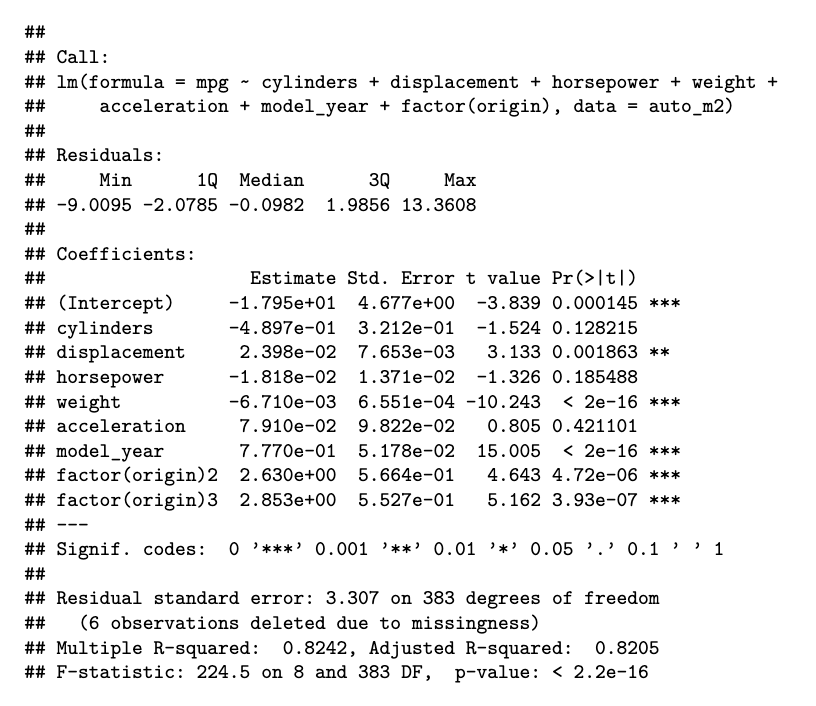 ##
## Call:
## lm(formula = mpg ~ cylinders + displacement + horsepower + weight +
##     acceleration + model_year + factor(origin), data = auto_m2)
##
## Residuals:
##     Min      1Q  Median      3Q     Max
## -9.0095 -2.0785 -0.0982  1.9856 13.3608
##
## Coefficients:
##                   Estimate Std. Error t value Pr(>|t|)
## (Intercept)     -1.795e+01  4.677e+00  -3.839 0.000145 ***
## cylinders       -4.897e-01  3.212e-01  -1.524 0.128215
## displacement     2.398e-02  7.653e-03   3.133 0.001863 **
## horsepower      -1.818e-02  1.371e-02  -1.326 0.185488
## weight          -6.710e-03  6.551e-04 -10.243  < 2e-16 ***
## acceleration     7.910e-02  9.822e-02   0.805 0.421101
## model_year       7.770e-01  5.178e-02  15.005  < 2e-16 ***
## factor(origin)2  2.630e+00  5.664e-01   4.643 4.72e-06 ***
## factor(origin)3  2.853e+00  5.527e-01   5.162 3.93e-07 ***
## ---
## Signif. codes:  0 '***' 0.001 '**' 0.01 '*' 0.05 '.' 0.1 ' ' 1
##
## Residual standard error: 3.307 on 383 degrees of freedom
##   (6 observations deleted due to missingness)
## Multiple R-squared:  0.8242, Adjusted R-squared:  0.8205
## F-statistic: 224.5 on 8 and 383 DF,  p-value: < 2.2e-16